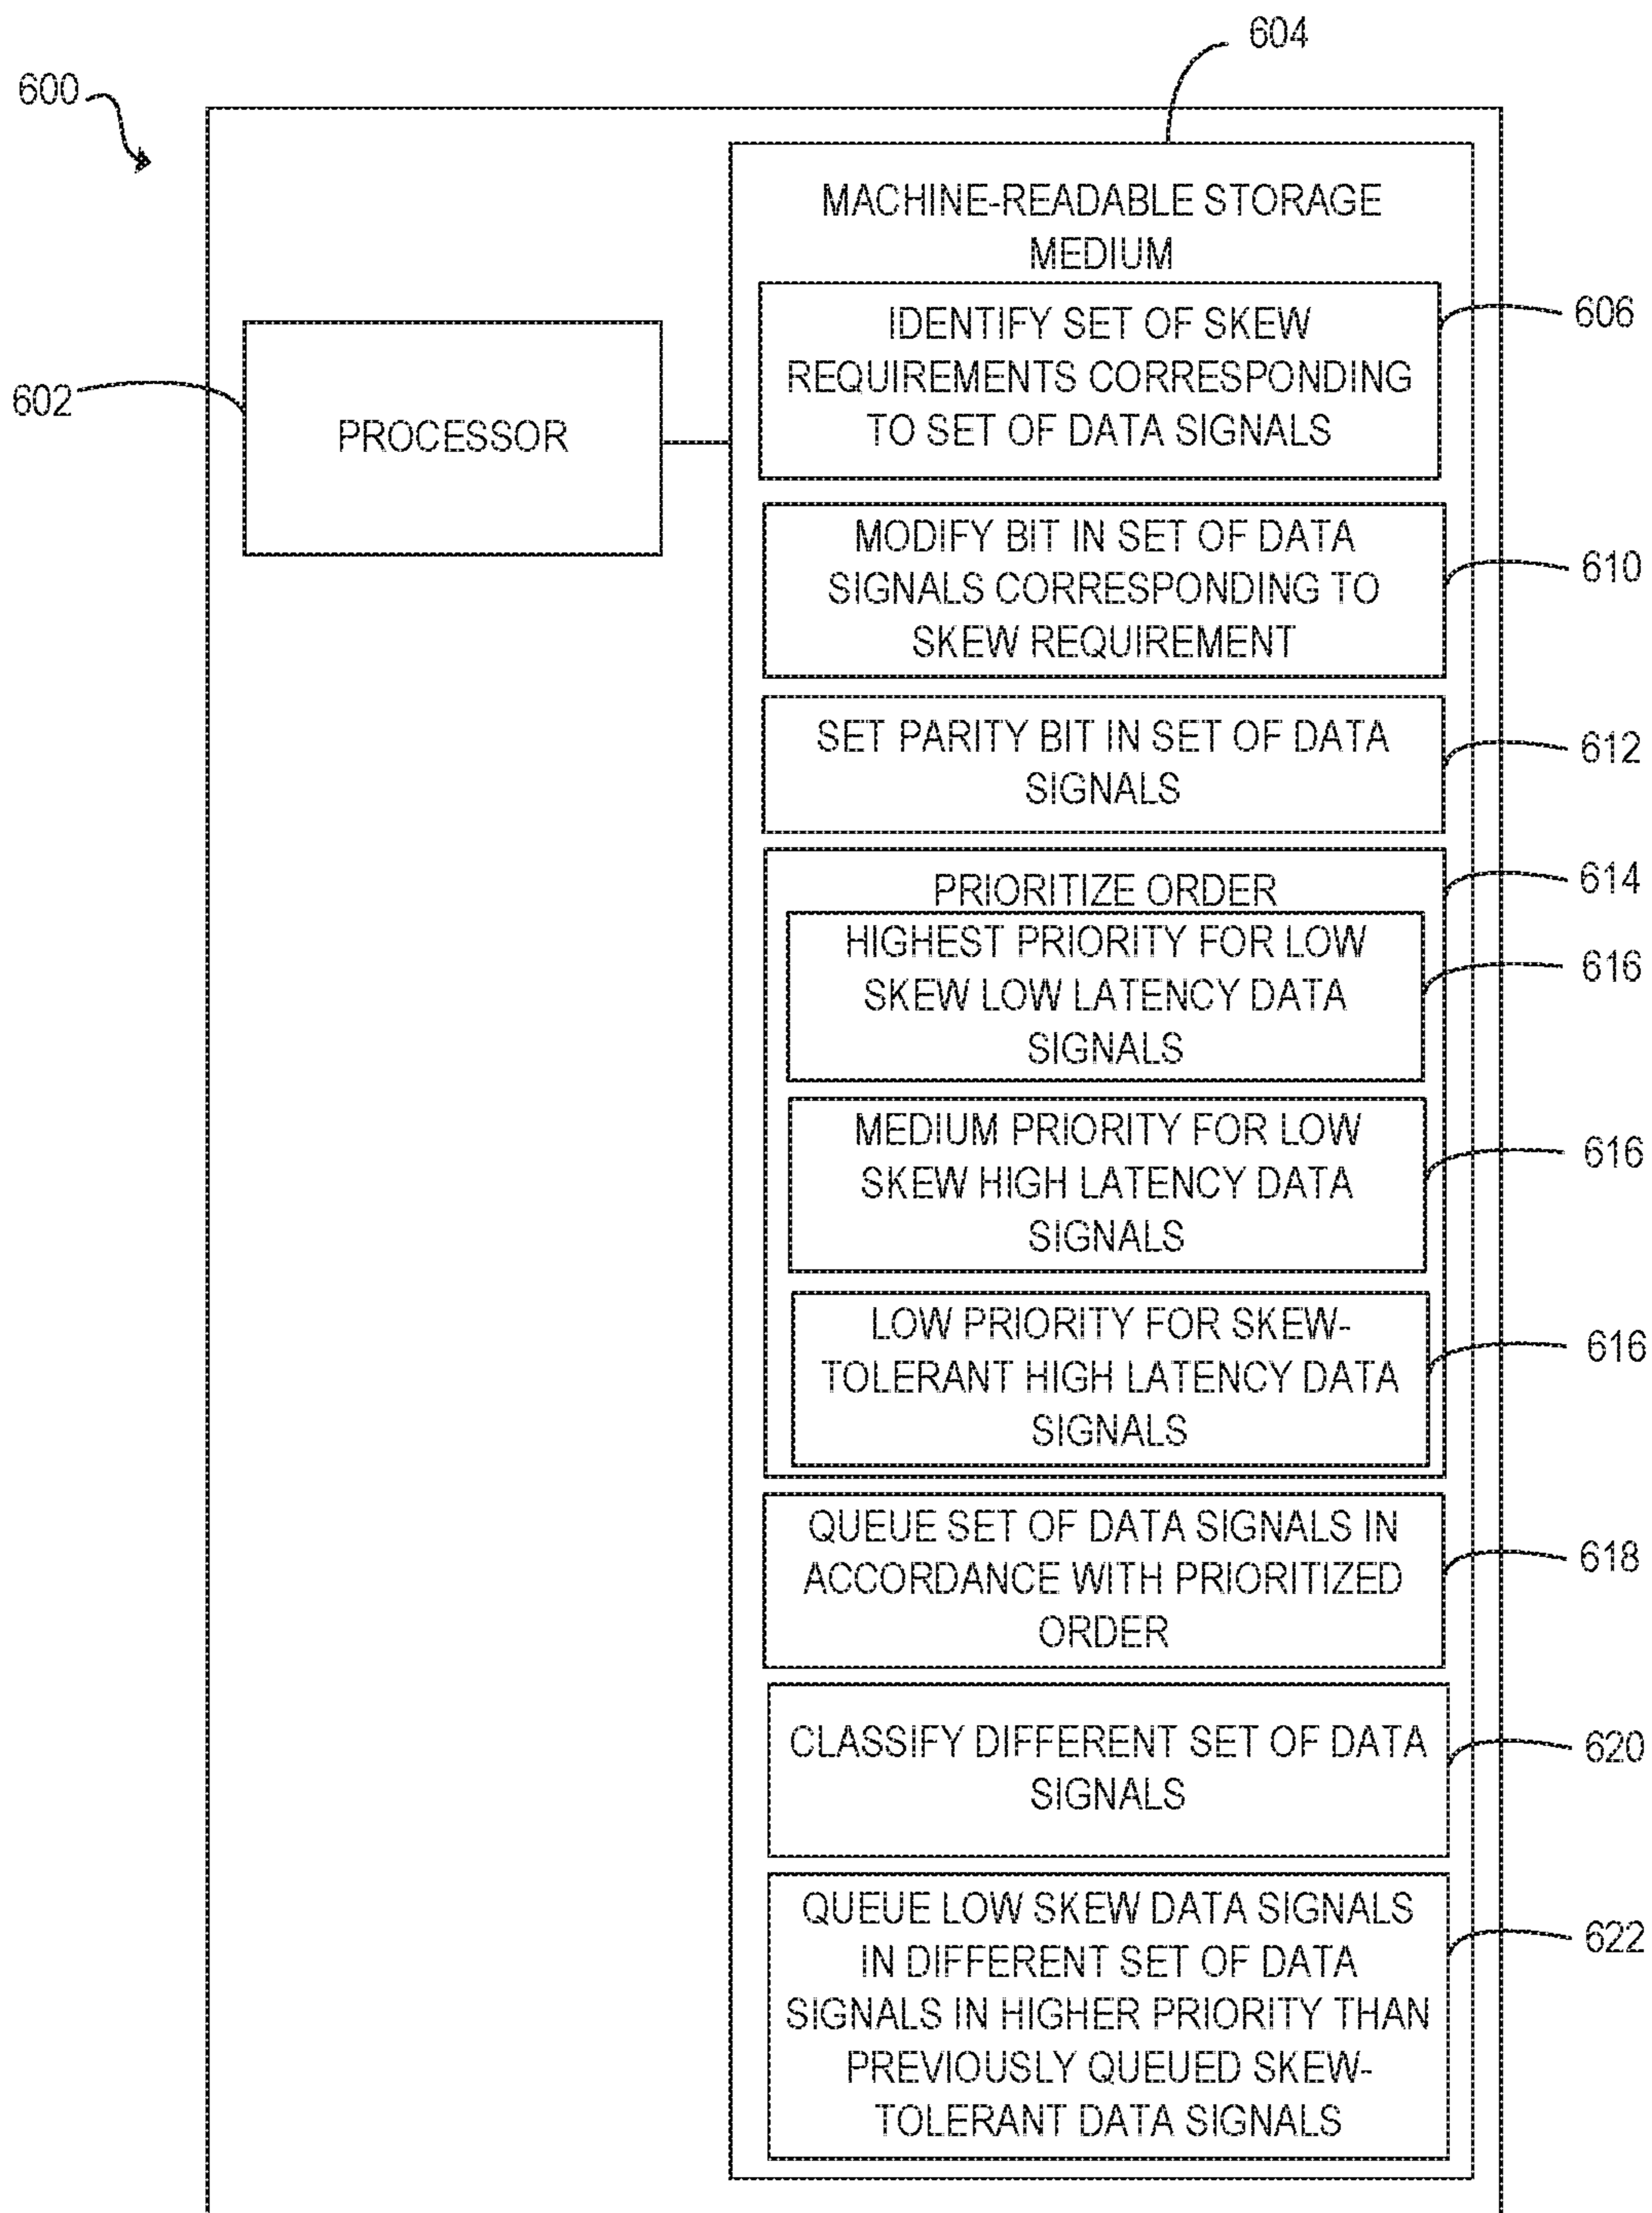 604
600
MACHINE-READABLE STORAGE
MEDIUM
IDENTIFY SET OF SKEW
REQUIREMENTS CORRESPONDING
TO SET OF DATA SIGNALS
606
602
PROCESSOR
MODIFY BIT IN SET OF DATA
SIGNALS CORRESPONDING TO
SKEW REQUIREMENT
610
SET PARITY BIT IN SET OF DATA
SIGNALS
612
PRIORITIZE ORDER
614
HIGHEST PRIORITY FOR LOW
SKEW LOW LATENCY DATA
SIGNALS
616
MEDIUM PRIORITY FOR LOW
SKEW HIGH LATENCY DATA
SIGNALS
616
LOW PRIORITY FOR SKEW-
TOLERANT HIGH LATENCY DATA
SIGNALS
616
QUEUE SET OF DATA SIGNALS IN
ACCORDANCE WITH PRIORITIZED
ORDER
618
CLASSIFY DIFFERENT SET OF DATA
SIGNALS
620
QUEUE LOW SKEW DATA SIGNALS
IN DIFFERENT SET OF DATA
SIGNALS IN HIGHER PRIORITY THAN
PREVIOUSLY QUEUED SKEW-
TOLERANT DATA SIGNALS
622